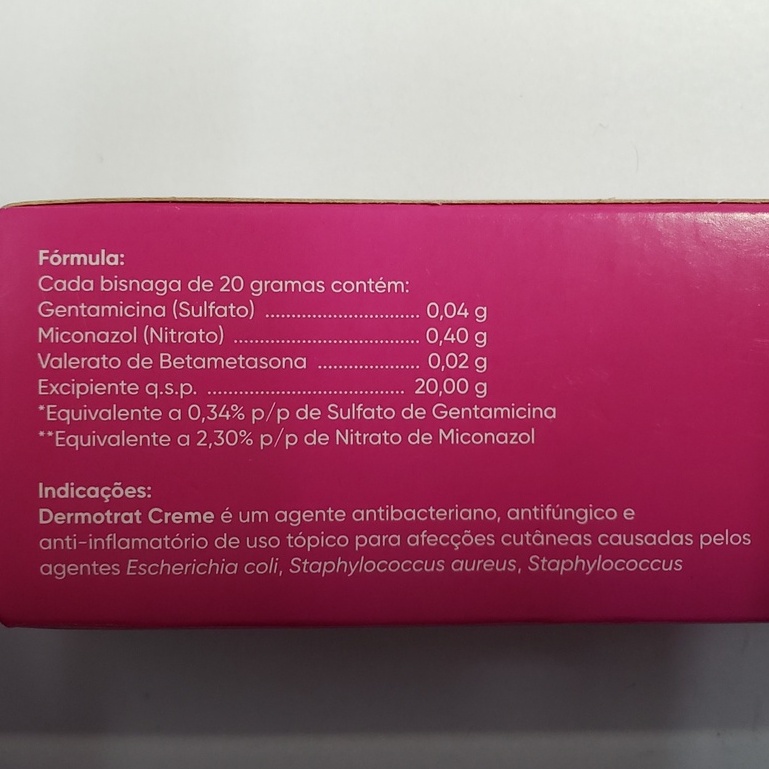 Fórmula:
Cada bisnaga de 20 gramas contém:
Gentamicina (Sulfato) ............................... 0,04 g
Miconazol (Nitrato) ..................................... 0,40 g
Valerato de Betametasona .................... 0,02 g
Excipiente q.s.p. ....................................... 20,00 g
*Equivalente a 0,34% p/p de Sulfato de Gentamicina
**Equivalente a 2,30% p/p de Nitrato de Miconazol
Indicações:
Dermotrat Creme é um agente antibacteriano, antifúngico e
anti-inflamatório de uso tópico para afecções cutâneas causadas pelos
agentes Escherichia coli, Staphylococcus aureus, Staphylococcus